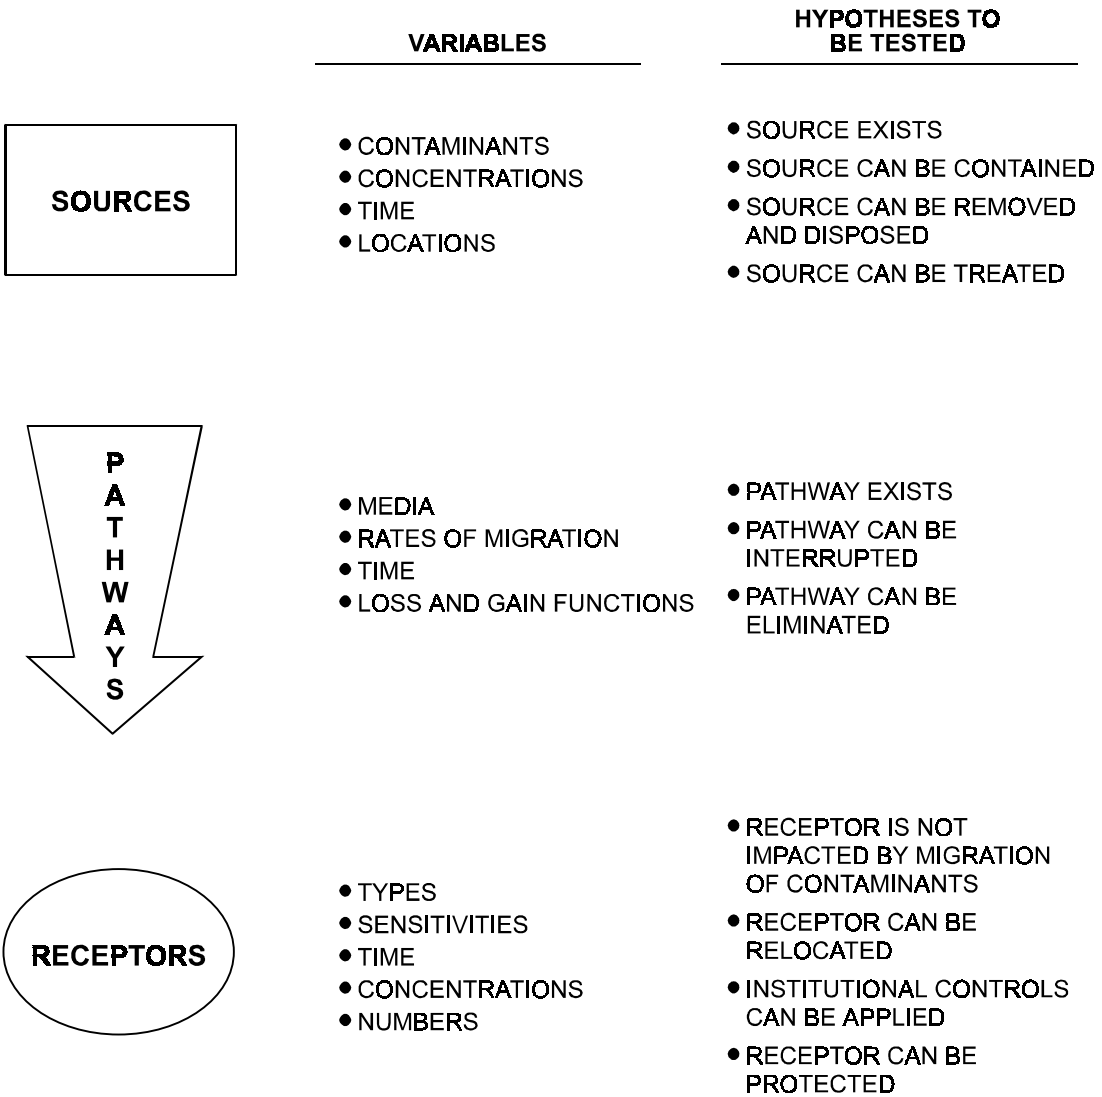 VARIABLES
HYPOTHESES TO
BE TESTED
SOURCES
• CONTAMINANTS
• CONCENTRATIONS
• TIME
• LOCATIONS
• SOURCE EXISTS
• SOURCE CAN BE CONTAINED
• SOURCE CAN BE REMOVED
AND DISPOSED
• SOURCE CAN BE TREATED
PATHWAYS
• MEDIA
• RATES OF MIGRATION
• TIME
• LOSS AND GAIN FUNCTIONS
• PATHWAY EXISTS
• PATHWAY CAN BE
INTERRUPTED
• PATHWAY CAN BE
ELIMINATED
RECEPTORS
• TYPES
• SENSITIVITIES
• TIME
• CONCENTRATIONS
• NUMBERS
• RECEPTOR IS NOT
IMPACTED BY MIGRATION
OF CONTAMINANTS
• RECEPTOR CAN BE
RELOCATED
• INSTITUTIONAL CONTROLS
CAN BE APPLIED
• RECEPTOR CAN BE
PROTECTED